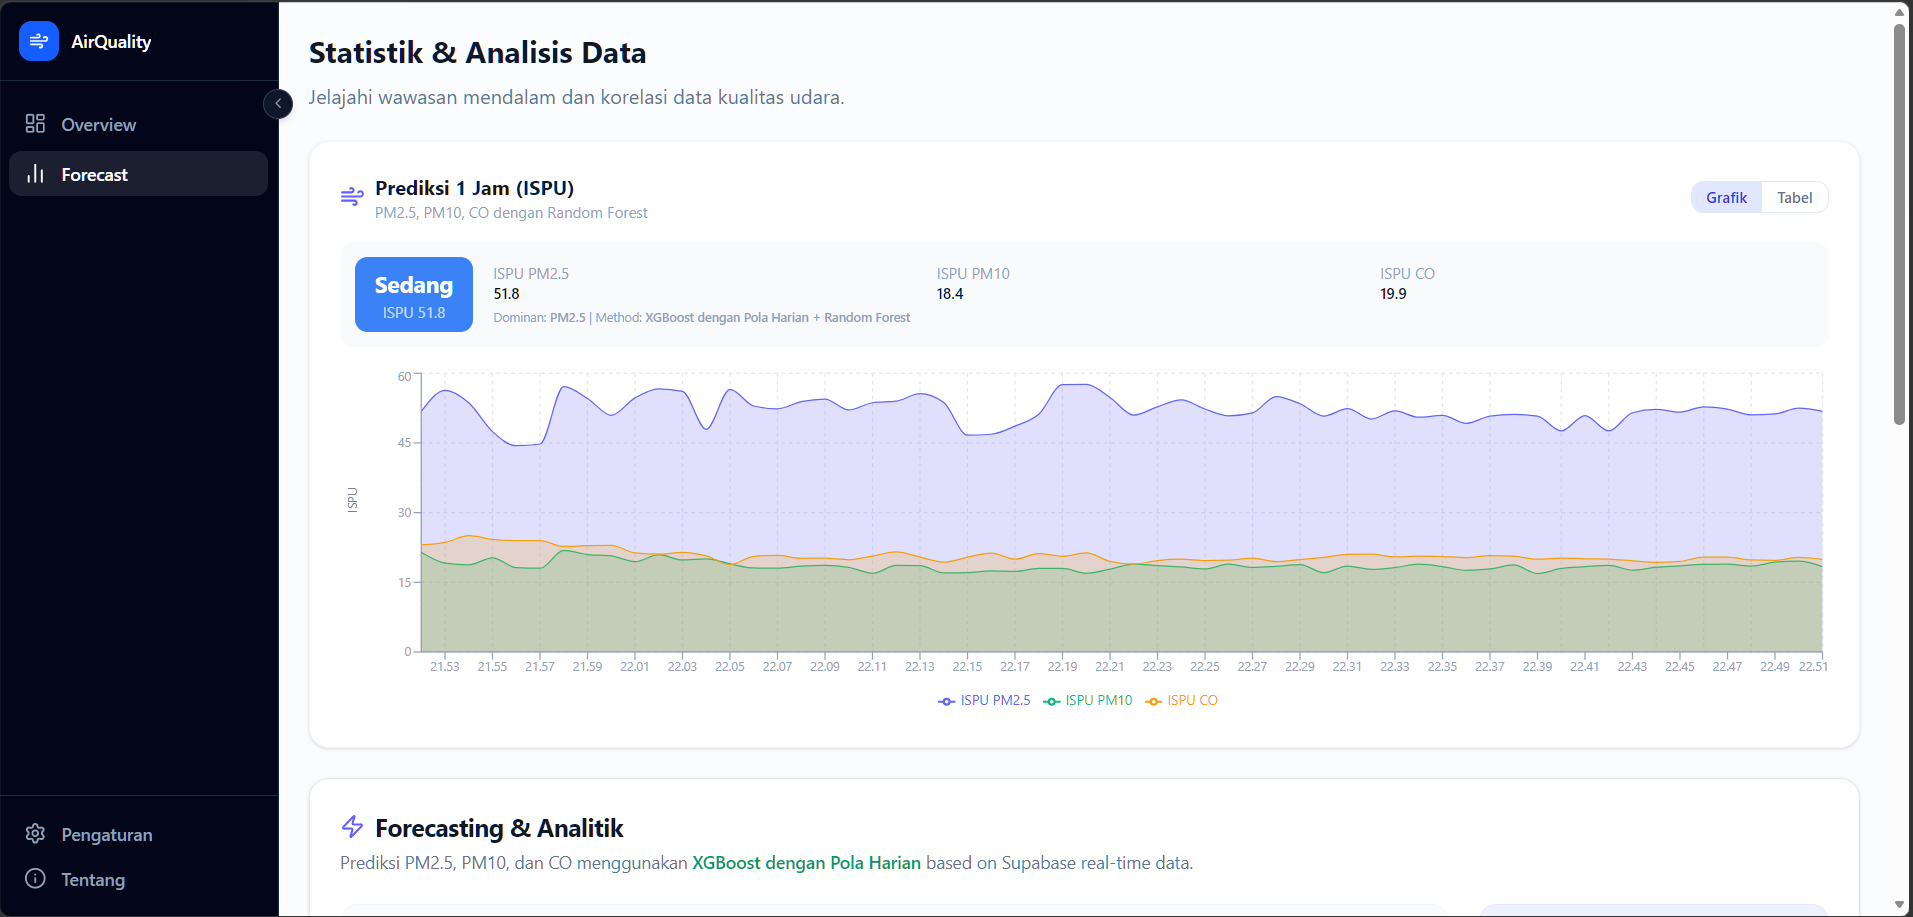 AirQuality
Overview
Forecast
Pengaturan
Tentang
Statistik & Analisis Data
Jelajahi wawasan mendalam dan korelasi data kualitas udara.
Prediksi 1 Jam (ISPU)
PM2.5, PM10, CO dengan Random Forest
Grafik Tabel
Sedang
ISPU 51.8
ISPU PM2.5
51.8
ISPU PM10
18.4
ISPU CO
19.9
Dominan: PM2.5 | Method: XGBoost dengan Pola Harian + Random Forest
60
45
30
15
0
ISPU
21.53 21.55 21.57 21.59 22.01 22.03 22.05 22.07 22.09 22.11 22.13 22.15 22.17 22.19 22.21 22.23 22.25 22.27 22.29 22.31 22.33 22.35 22.37 22.39 22.41 22.43 22.45 22.47 22.49 22.51
ISPU PM2.5 ISPU PM10 ISPU CO
Forecasting & Analitik
Prediksi PM2.5, PM10, dan CO menggunakan XGBoost dengan Pola Harian based on Supabase real-time data.